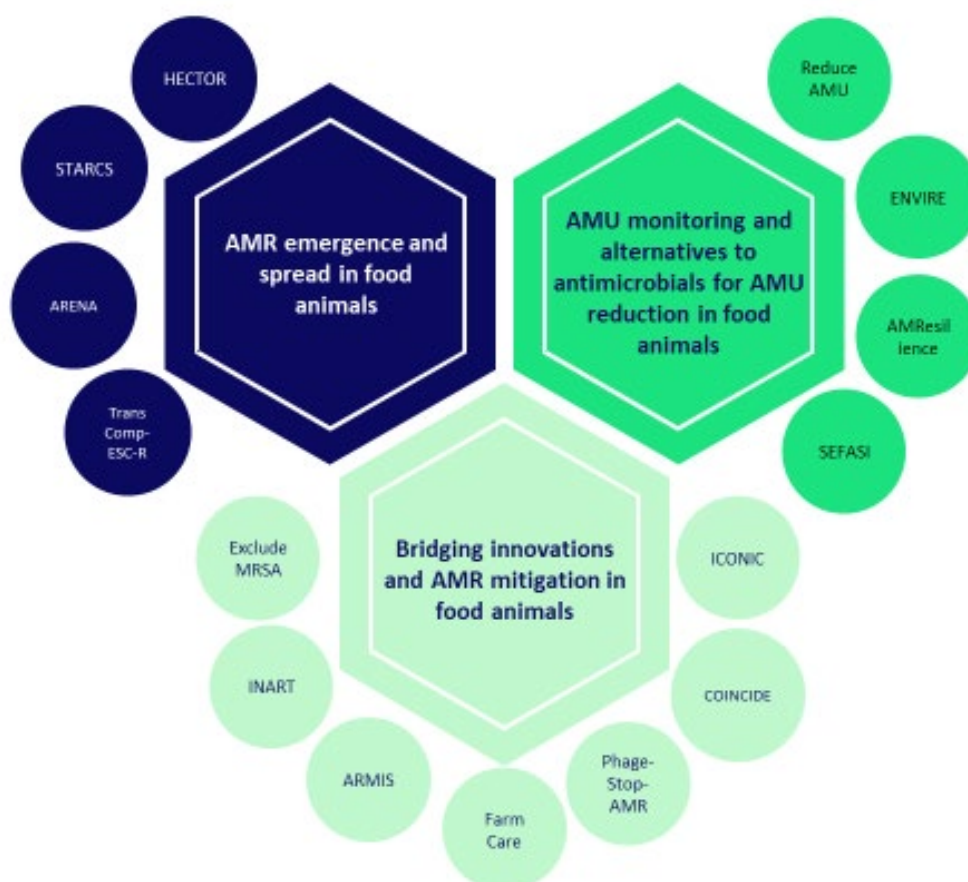 HECTOR
STARCS
ARENA
Trans
Comp-
ESC-R
AMR emergence and
spread in food
animals
Reduce
AMU
ENVIRE
AMResil
ience
SEFASI
AMU monitoring and
alternatives to
antimicrobials for AMU
reduction in food
animals
Bridging innovations
and AMR mitigation in
food animals
Exclude
MRSA
INART
ARMIS
Farm
Care
Phage-
Stop-
AMR
COINCIDE
ICONIC